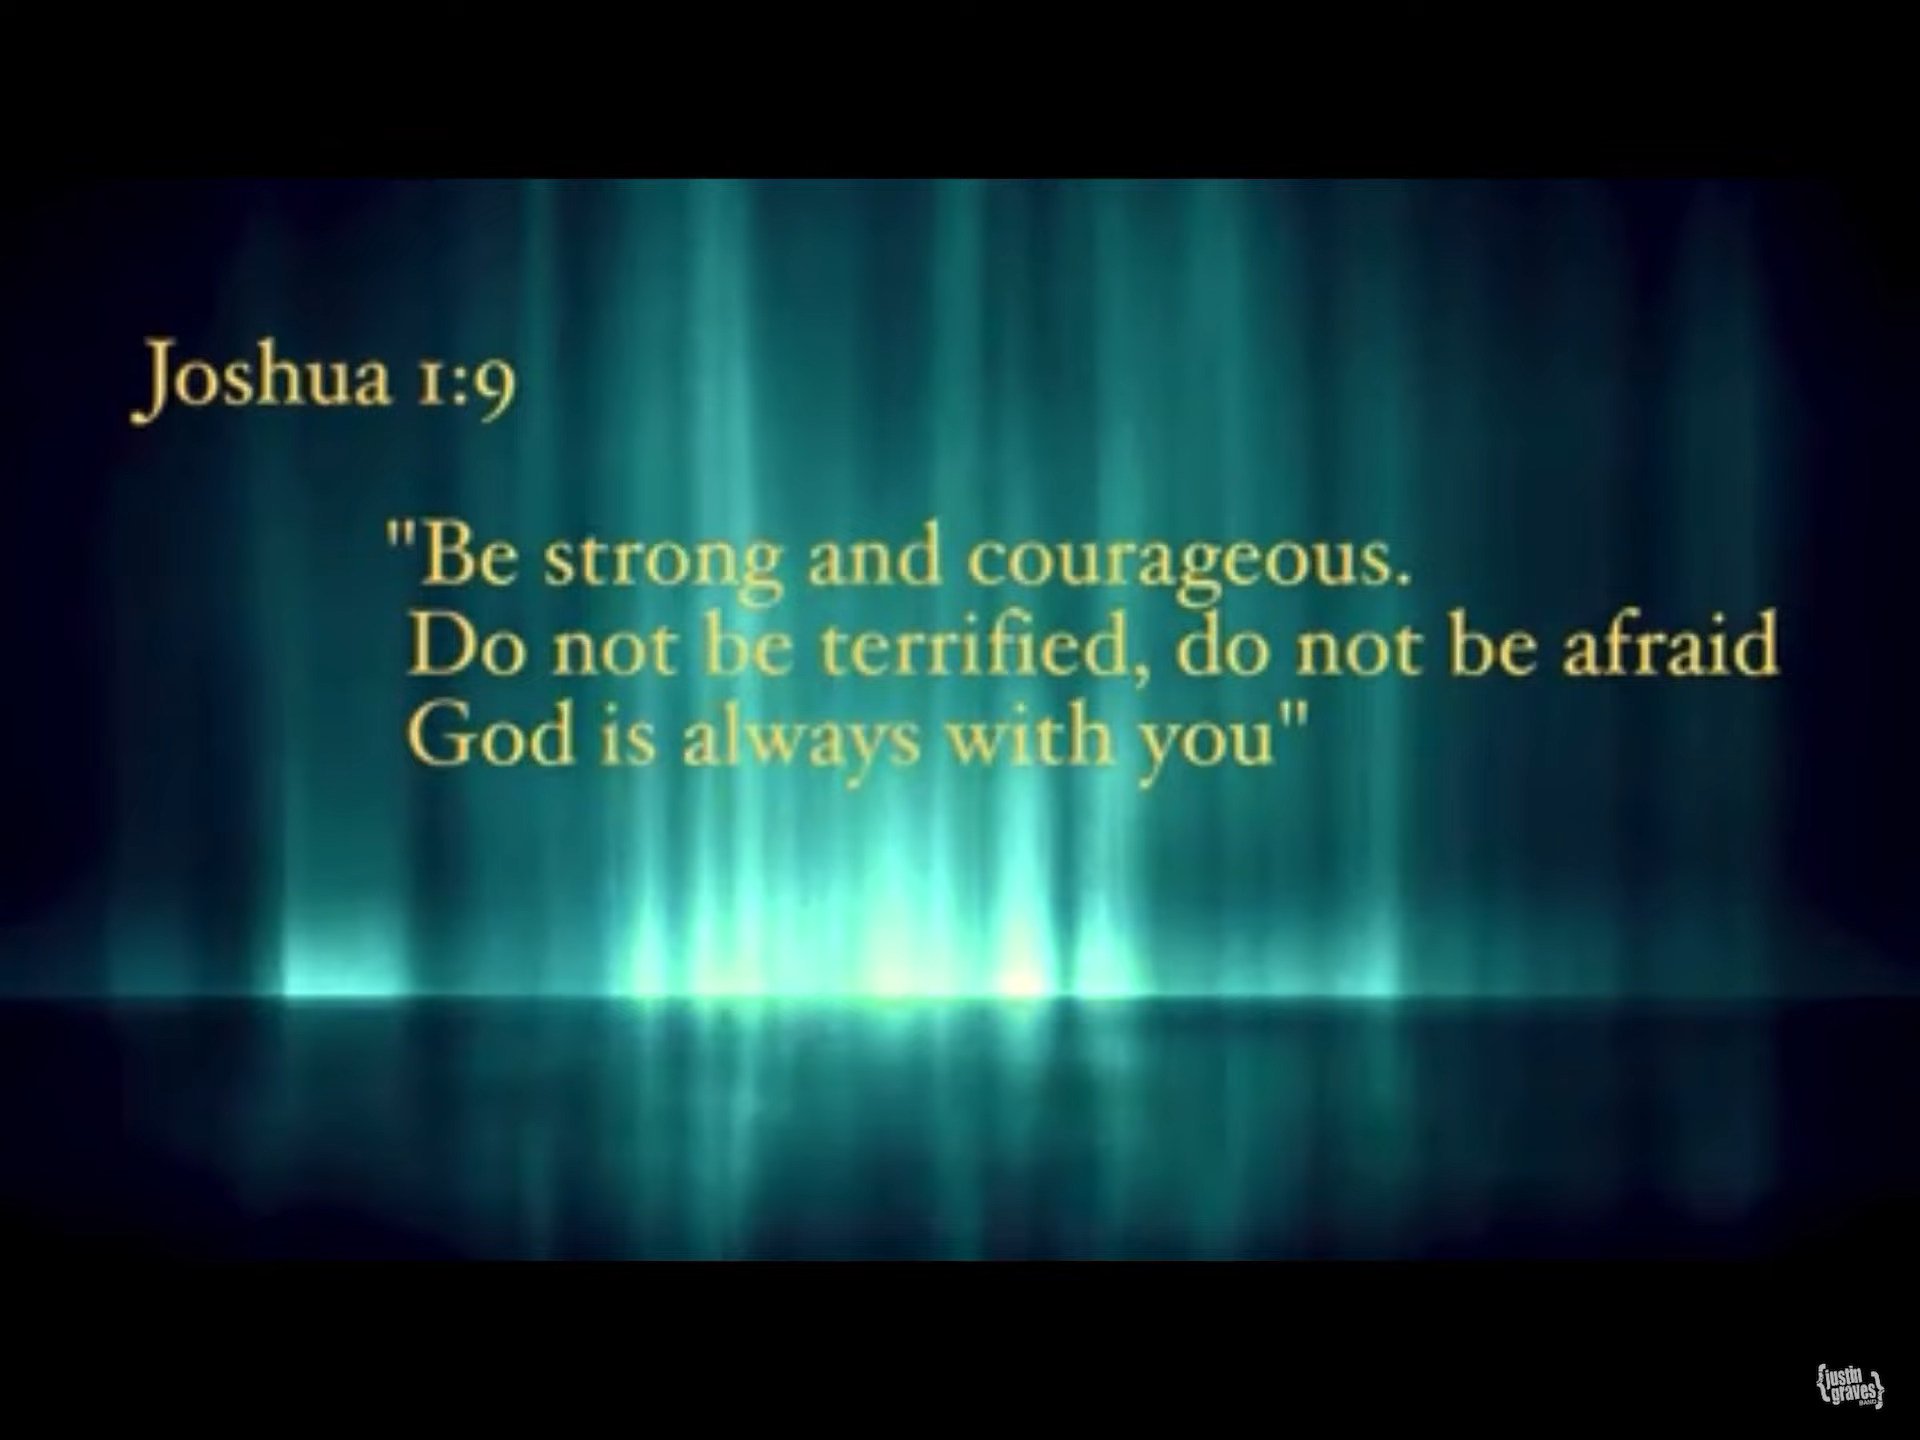 Joshua 1:9
"Be strong and courageous.
Do not be terrified, do not be afraid
God is always with you"
{justin
graves}
BAND